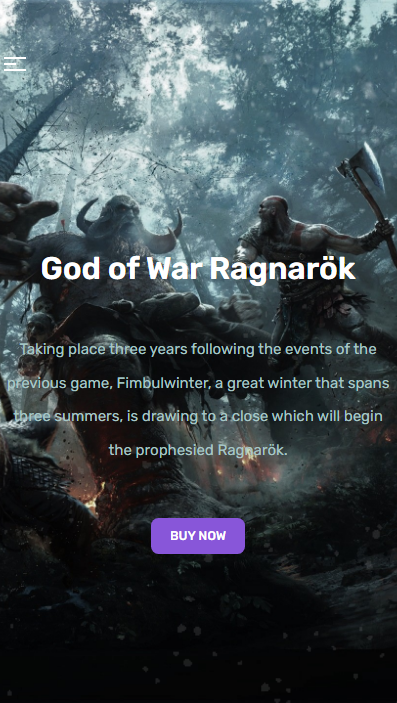 God of War Ragnarök
Taking place three years following the events of the
previous game, Fimbulwinter, a great winter that spans
three summers, is drawing to a close which will begin
the prophesied Ragnarök.
BUY NOW